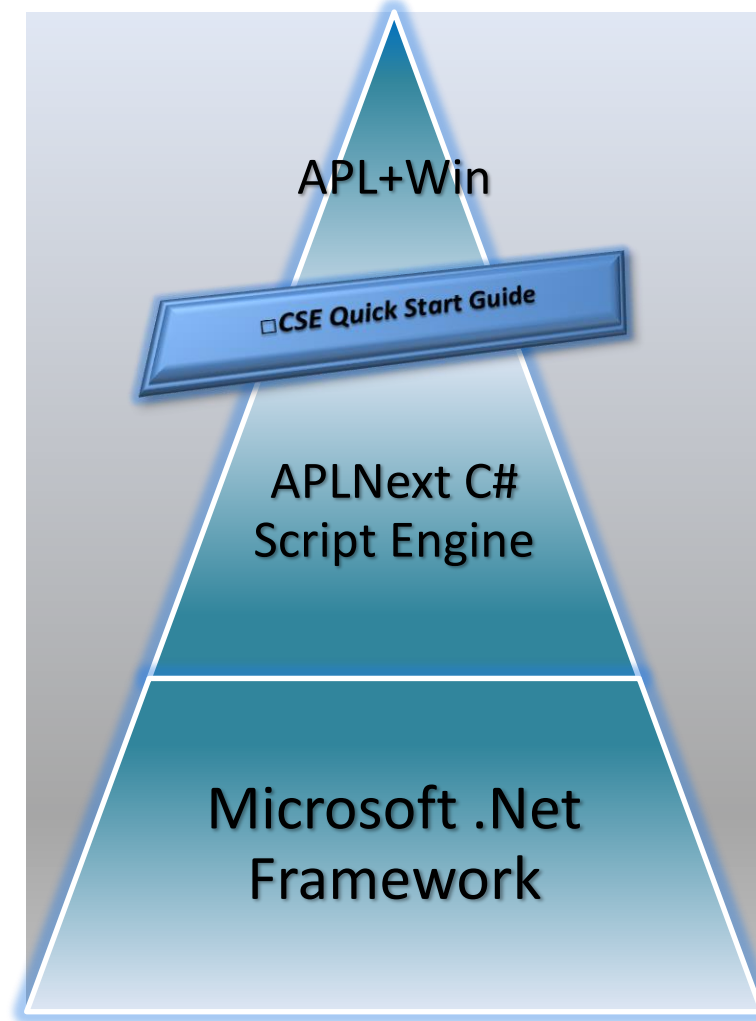 APL+Win
⎕CSE Quick Start Guide
APLNext C#
Script Engine
Microsoft .Net
Framework